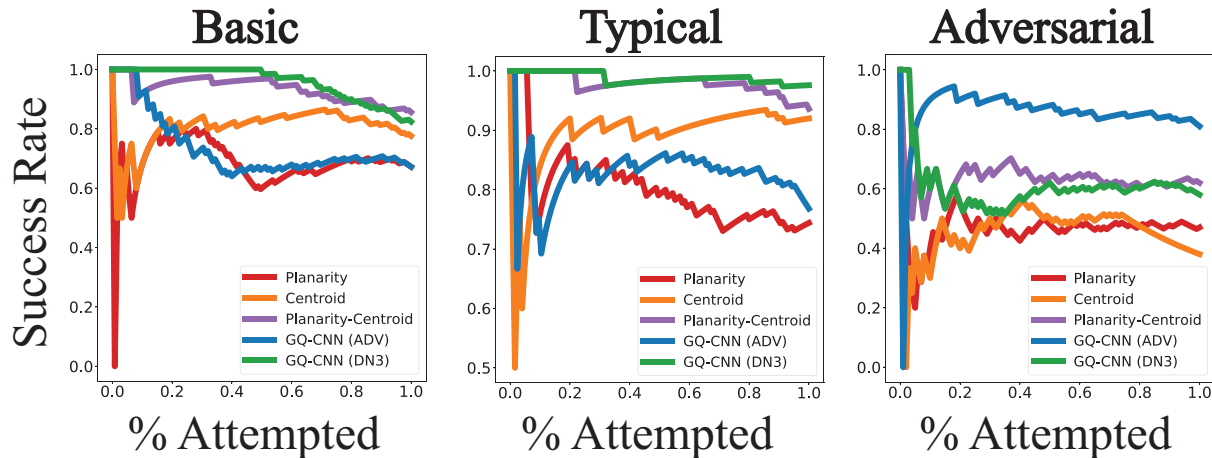 Basic
Typical
Adversarial
Success Rate
1.0
0.8
0.6
0.4
0.2
0.0
0.0 0.2 0.4 0.6 0.8 1.0
Planarity
Centroid
Planarity-Centroid
GQ-CNN (ADV)
GQ-CNN (DN3)
% Attempted
1.0
0.9
0.8
0.7
0.6
0.5
0.0 0.2 0.4 0.6 0.8 1.0
Planarity
Centroid
Planarity-Centroid
GQ-CNN (ADV)
GQ-CNN (DN3)
% Attempted
1.0
0.8
0.6
0.4
0.2
0.0
0.0 0.2 0.4 0.6 0.8 1.0
Planarity
Centroid
Planarity-Centroid
GQ-CNN (ADV)
GQ-CNN (DN3)
% Attempted